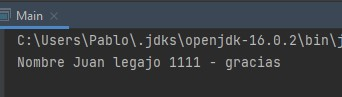 Main
C:\Users\Pablo\.jdks\openjdk-16.0.2\bin\j
Nombre Juan legajo 1111 - gracias